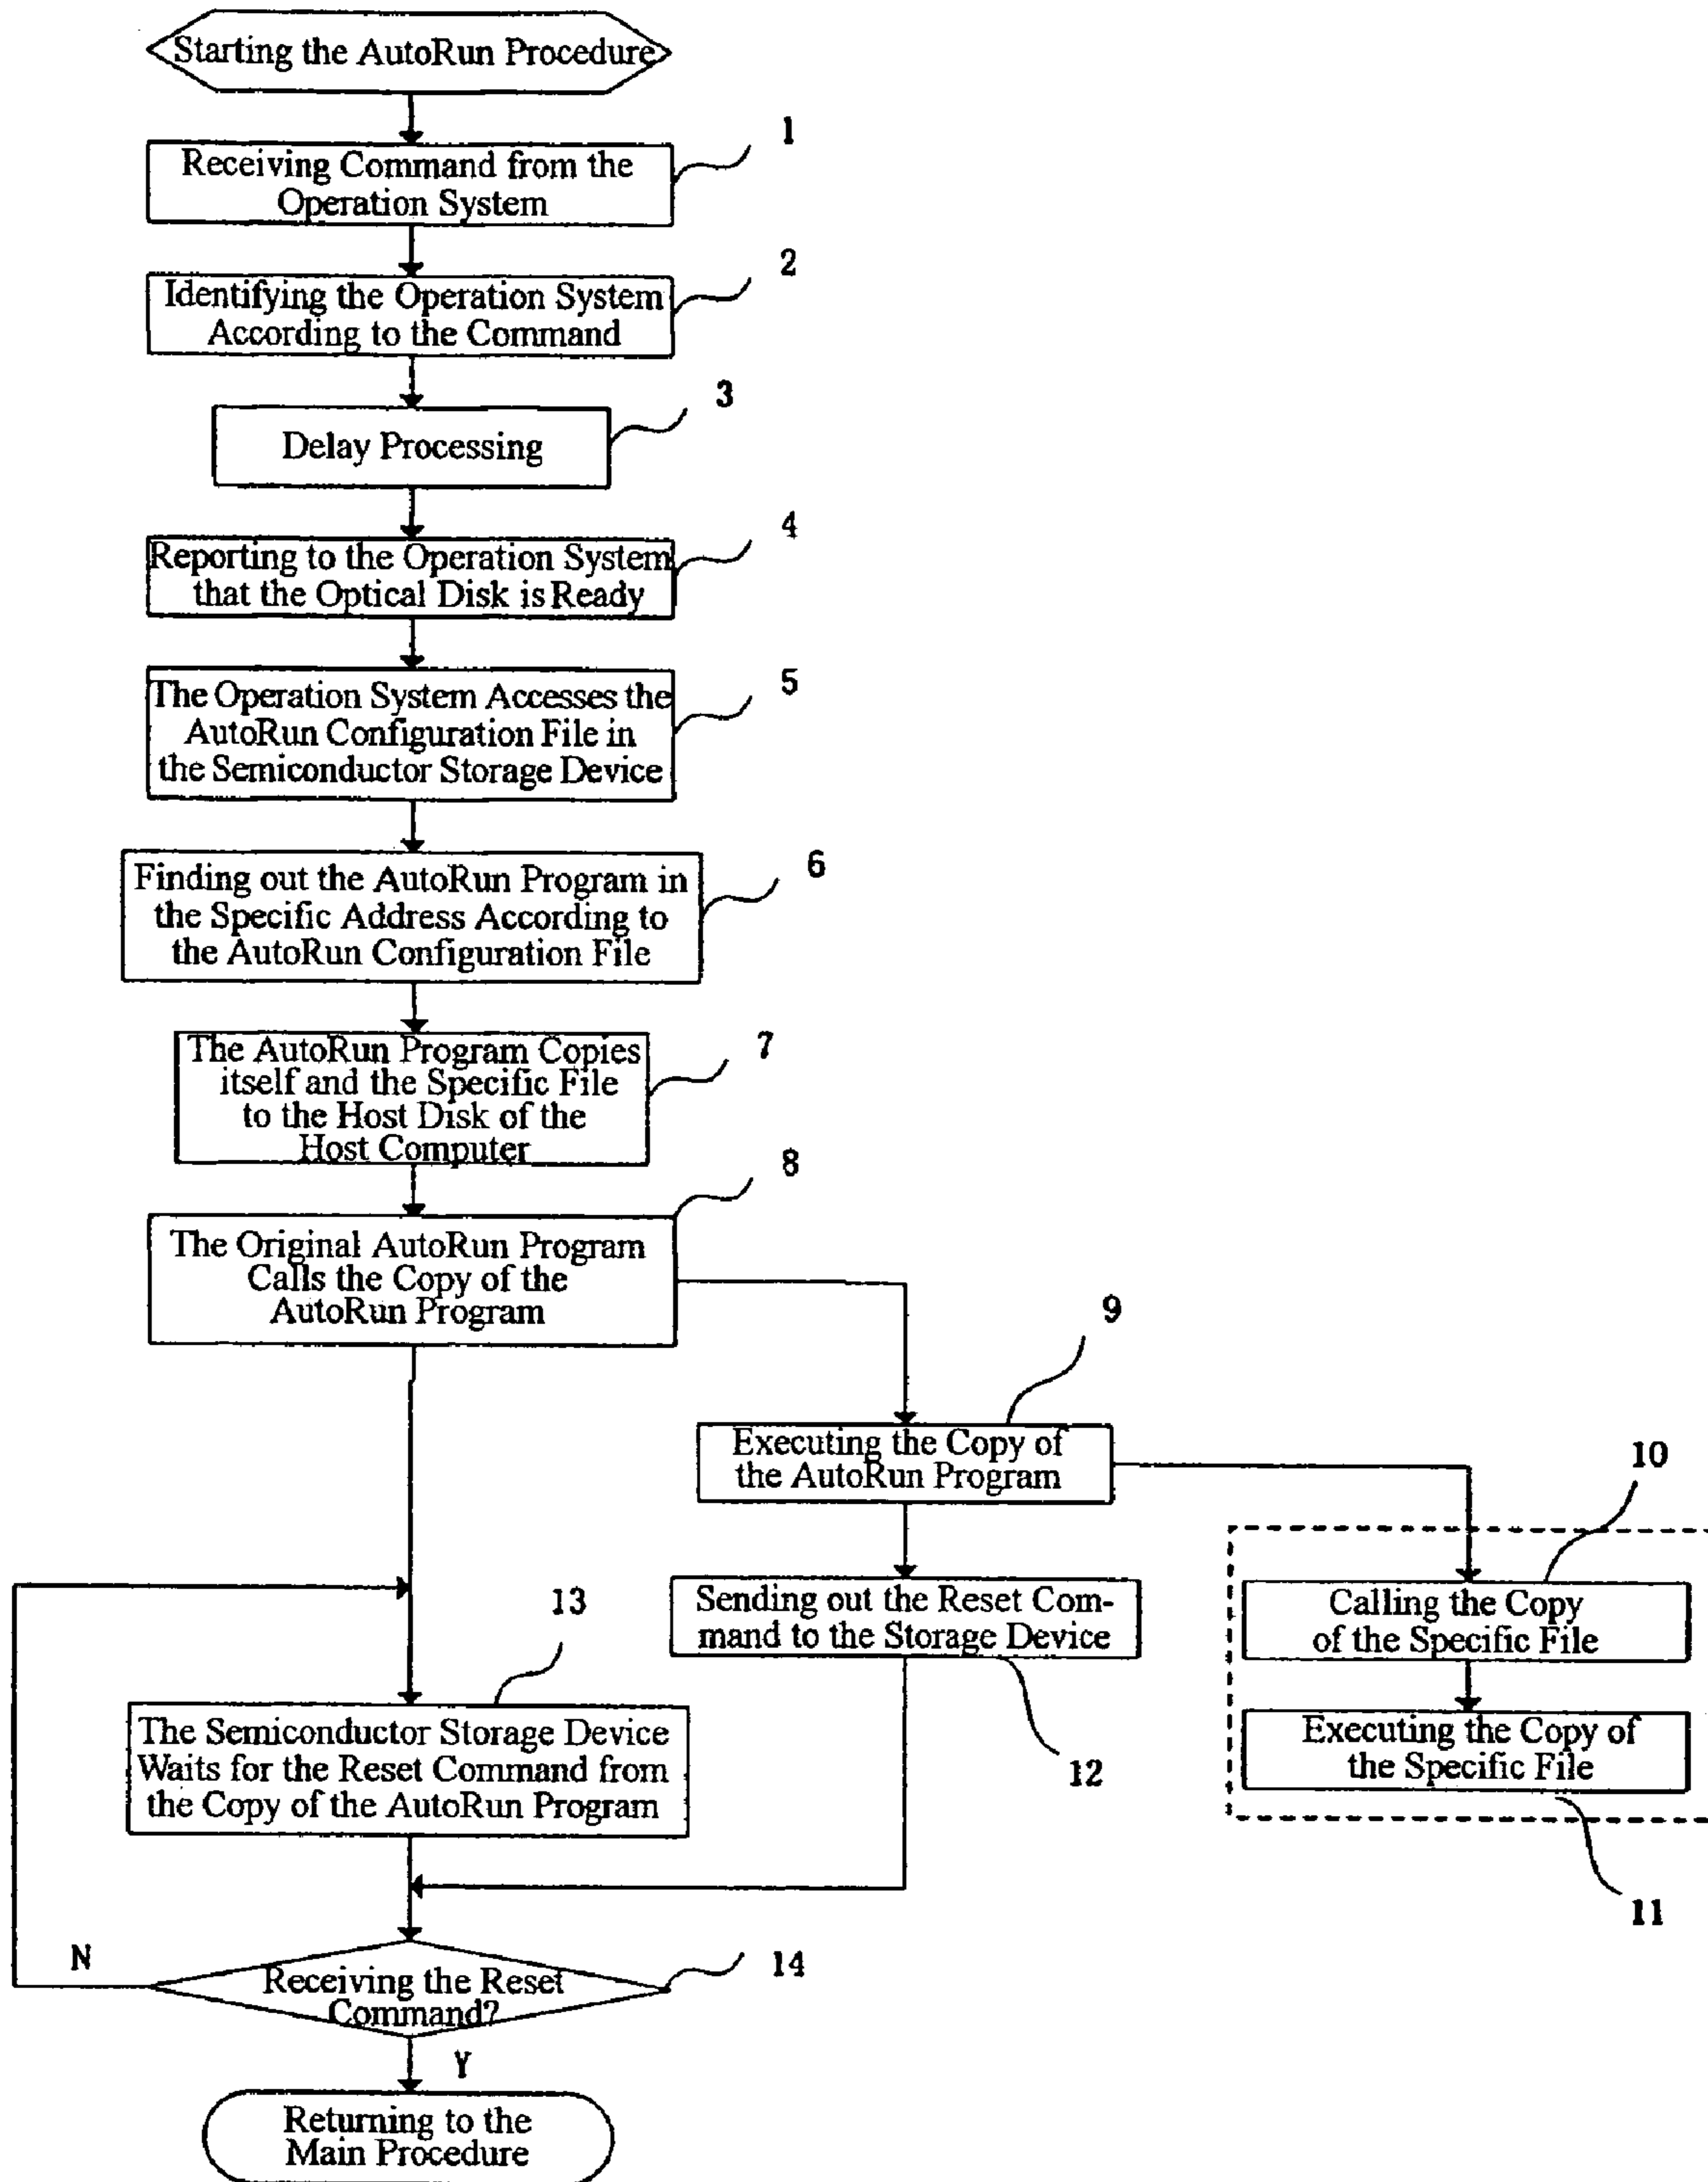 Starting the AutoRun Procedure
1
Receiving Command from the
Operation System
2
Identifying the Operation System
According to the Command
3
Delay Processing
4
Reporting to the Operation System
that the Optical Disk is Ready
5
The Operation System Accesses the
AutoRun Configuration File in
the Semiconductor Storage Device
6
Finding out the AutoRun Program in
the Specific Address According to
the AutoRun Configuration File
7
The AutoRun Program Copies
itself and the Specific File
to the Host Disk of the
Host Computer
8
The Original AutoRun Program
Calls the Copy of the
AutoRun Program
9
Executing the Copy of
the AutoRun Program
10
Calling the Copy
of the Specific File
Executing the Copy of
the Specific File
11
Sending out the Reset Com-
mand to the Storage Device
12
13
The Semiconductor Storage Device
Waits for the Reset Command from
the Copy of the AutoRun Program
14
Receiving the Reset
Command?
N
Y
Returning to the
Main Procedure